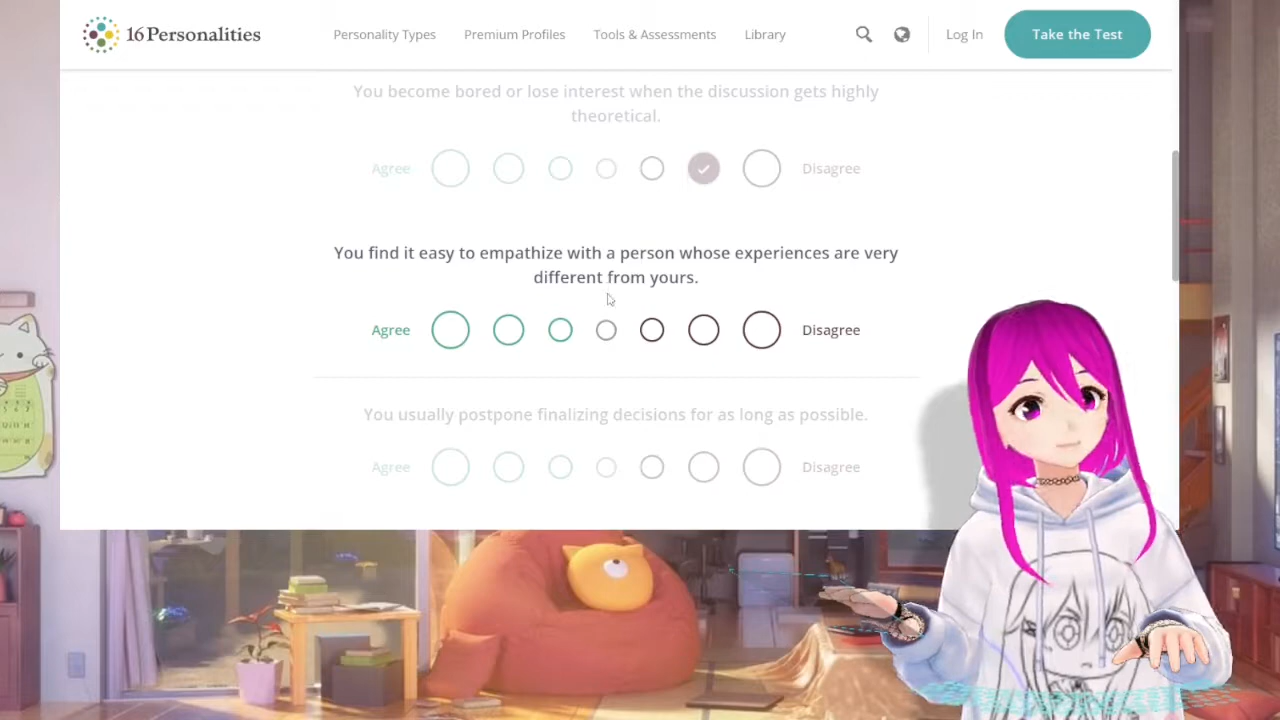 16Personalities
Personality Types
Premium Profiles
Tools & Assessments
Library
Log In
Take the Test
You become bored or lose interest when the discussion gets highly
theoretical.
Agree
Disagree
You find it easy to empathize with a person whose experiences are very
different from yours.
Agree
Disagree
You usually postpone finalizing decisions for as long as possible.
Agree
Disagree